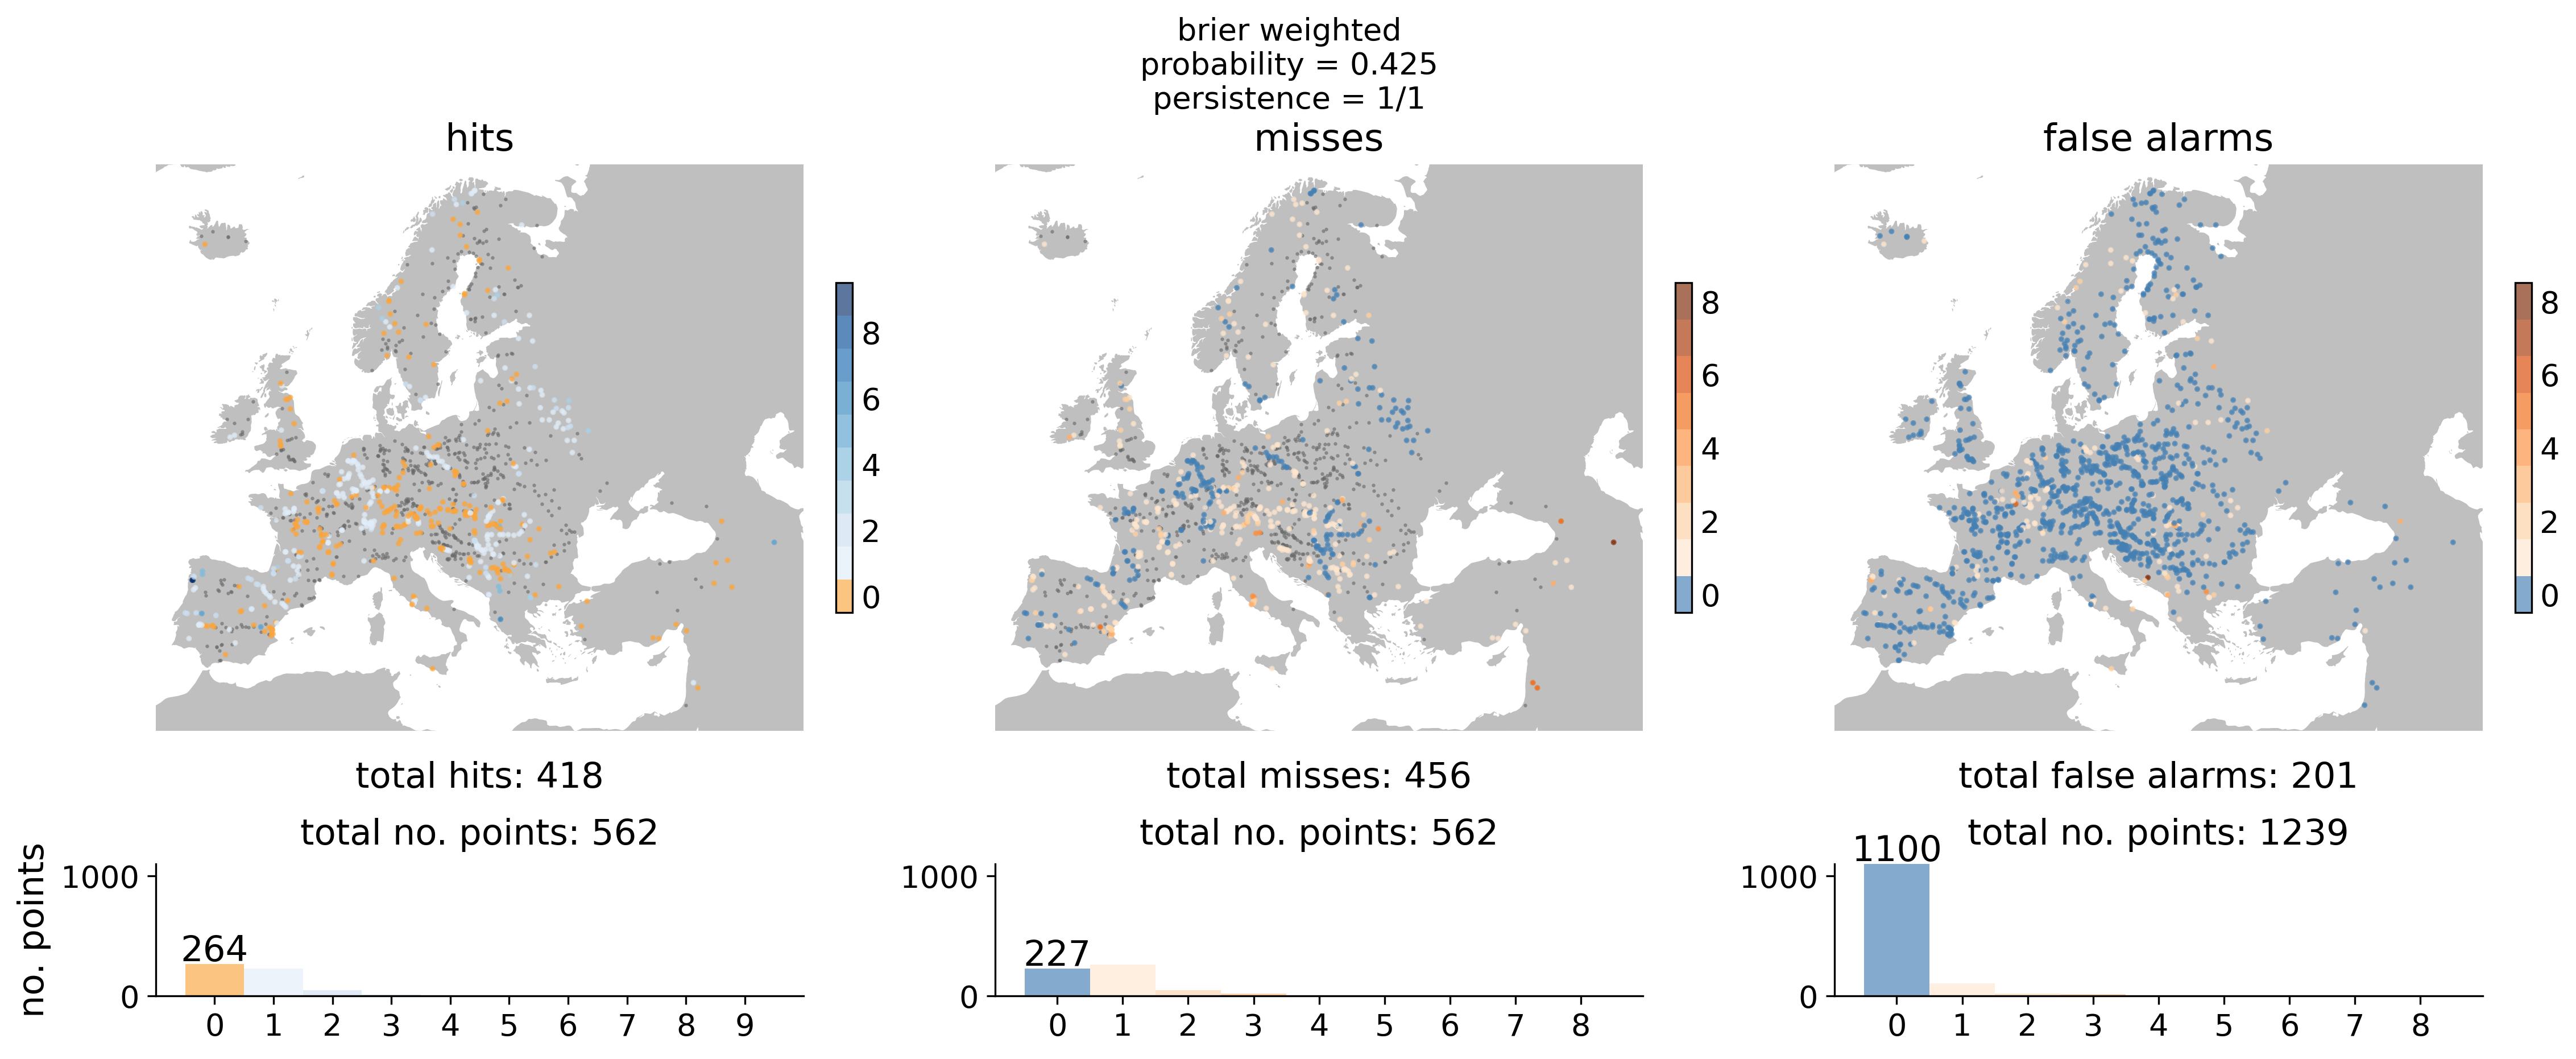 brier weighted
probability = 0.425
persistence = 1/1
hits
misses
false alarms
8
6
4
2
0
8
6
4
2
0
8
6
4
2
0
total hits: 418
total misses: 456
total false alarms: 201
total no. points: 562
total no. points: 562
total no. points: 1239
no. points
1000
0
264
0 1 2 3 4 5 6 7 8 9
1000
0
227
0 1 2 3 4 5 6 7 8
1000
0
1100
0 1 2 3 4 5 6 7 8